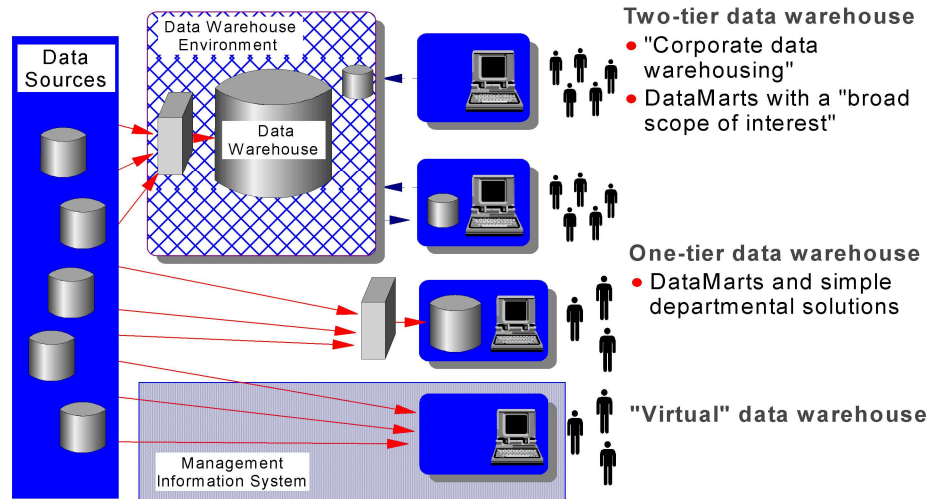 Data
Sources
Data Warehouse
Environment
Data
Warehouse
Two-tier data warehouse
• "Corporate data
warehousing"
• DataMarts with a "broad
scope of interest"
One-tier data warehouse
• DataMarts and simple
departmental solutions
"Virtual" data warehouse
Management
Information System